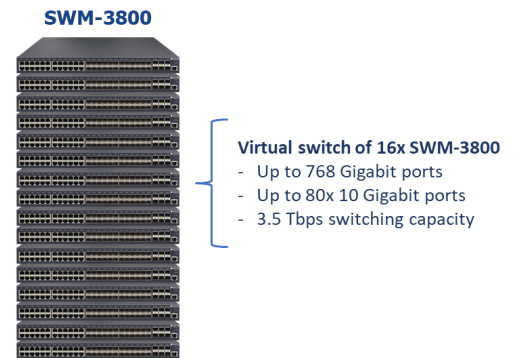 SWM-3800
Virtual switch of 16x SWM-3800
- Up to 768 Gigabit ports
- Up to 80x 10 Gigabit ports
- 3.5 Tbps switching capacity